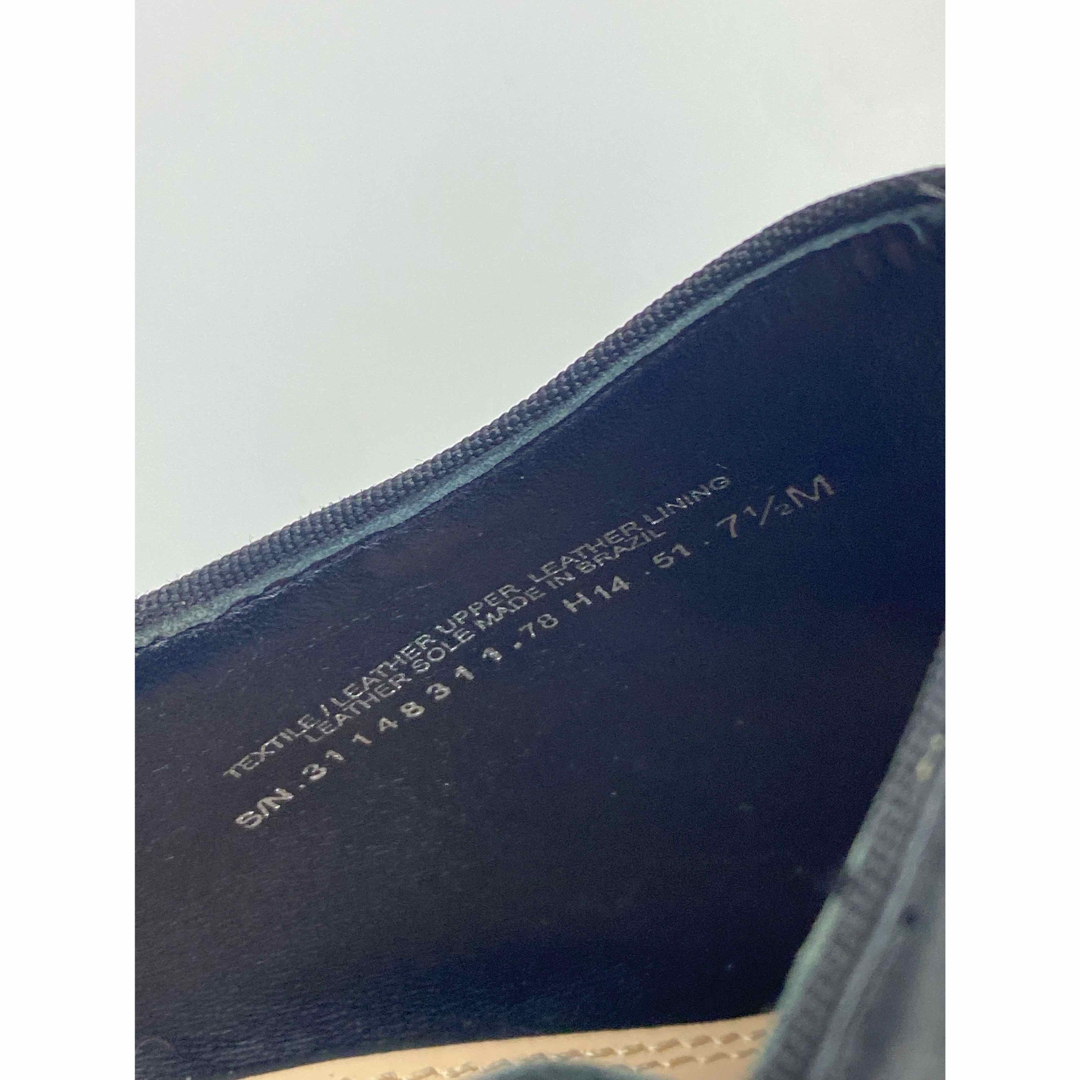 TEXTILE / LEATHER UPPER LEATHER LINING
LEATHER SOLE MADE IN BRAZIL
S/N . 31148311-78 H14 . 51 . 7½M